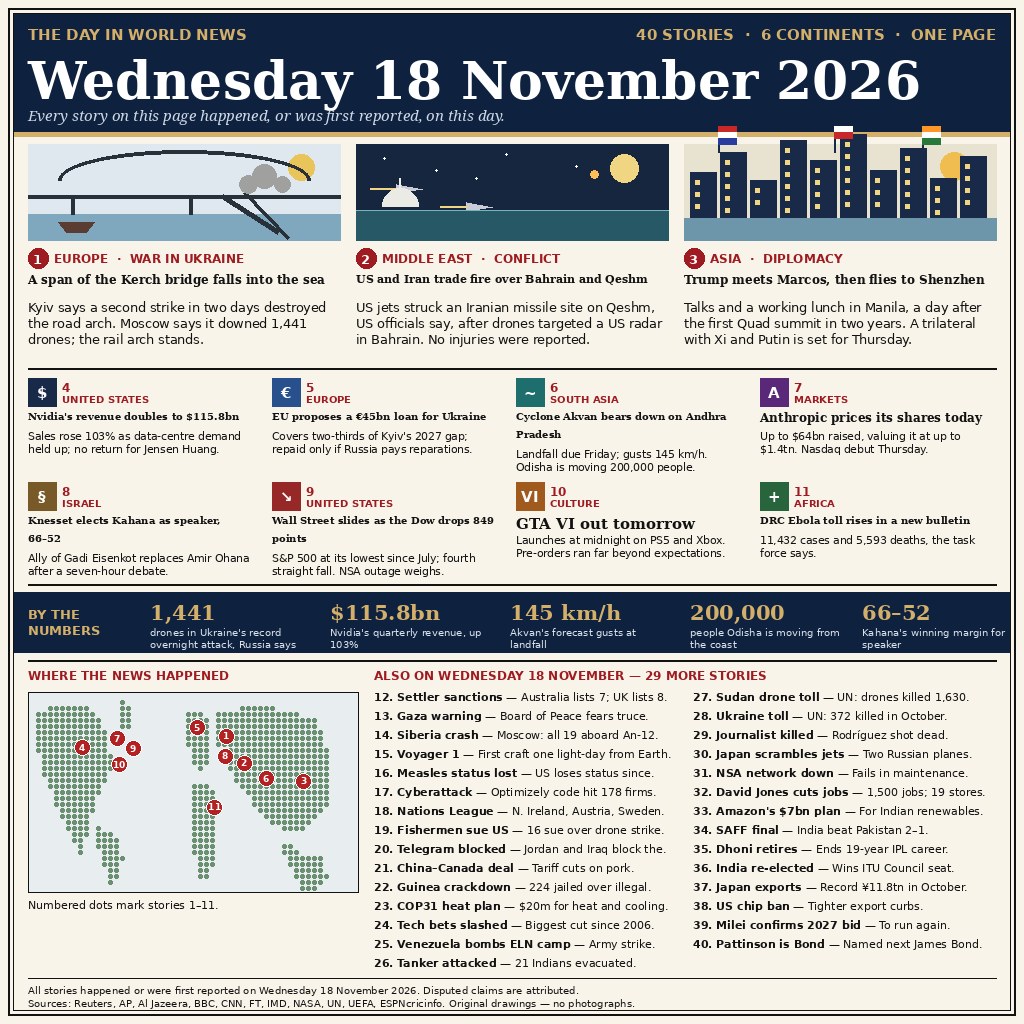 THE DAY IN WORLD NEWS
40 STORIES · 6 CONTINENTS · ONE PAGE
Wednesday 18 November 2026
Every story on this page happened, or was first reported, on this day.
1 EUROPE · WAR IN UKRAINE
A span of the Kerch bridge falls into the sea
Kyiv says a second strike in two days destroyed
the road arch. Moscow says it downed 1,441
drones; the rail arch stands.
2 MIDDLE EAST · CONFLICT
US and Iran trade fire over Bahrain and Qeshm
US jets struck an Iranian missile site on Qeshm,
US officials say, after drones targeted a US radar
in Bahrain. No injuries were reported.
3 ASIA · DIPLOMACY
Trump meets Marcos, then flies to Shenzhen
Talks and a working lunch in Manila, a day after
the first Quad summit in two years. A trilateral
with Xi and Putin is set for Thursday.
$
4
UNITED STATES
Nvidia's revenue doubles to $115.8bn
Sales rose 103% as data-centre demand
held up; no return for Jensen Huang.
€
5
EUROPE
EU proposes a €45bn loan for Ukraine
Covers two-thirds of Kyiv's 2027 gap;
repaid only if Russia pays reparations.
~
6
SOUTH ASIA
Cyclone Akvan bears down on Andhra
Pradesh
Landfall due Friday; gusts 145 km/h.
Odisha is moving 200,000 people.
A
7
MARKETS
Anthropic prices its shares today
Up to $64bn raised, valuing it at up to
$1.4tn. Nasdaq debut Thursday.
§
8
ISRAEL
Knesset elects Kahana as speaker,
66–52
Ally of Gadi Eisenkot replaces Amir Ohana
after a seven-hour debate.
↘
9
UNITED STATES
Wall Street slides as the Dow drops 849
points
S&P 500 at its lowest since July; fourth
straight fall. NSA outage weighs.
VI
10
CULTURE
GTA VI out tomorrow
Launches at midnight on PS5 and Xbox.
Pre-orders ran far beyond expectations.
+
11
AFRICA
DRC Ebola toll rises in a new bulletin
11,432 cases and 5,593 deaths, the task
force says.
BY THE
NUMBERS
1,441
drones in Ukraine's record
overnight attack, Russia says
$115.8bn
Nvidia's quarterly revenue, up
103%
145 km/h
Akvan's forecast gusts at
landfall
200,000
people Odisha is moving from
the coast
66–52
Kahana's winning margin for
speaker
WHERE THE NEWS HAPPENED
4
7
9
10
5
1
8
2
6
3
11
Numbered dots mark stories 1–11.
ALSO ON WEDNESDAY 18 NOVEMBER — 29 MORE STORIES
12. Settler sanctions — Australia lists 7; UK lists 8.
13. Gaza warning — Board of Peace fears truce.
14. Siberia crash — Moscow: all 19 aboard An-12.
15. Voyager 1 — First craft one light-day from Earth.
16. Measles status lost — US loses status since.
17. Cyberattack — Optimizely code hit 178 firms.
18. Nations League — N. Ireland, Austria, Sweden.
19. Fishermen sue US — 16 sue over drone strike.
20. Telegram blocked — Jordan and Iraq block the.
21. China–Canada deal — Tariff cuts on pork.
22. Guinea crackdown — 224 jailed over illegal.
23. COP31 heat plan — $20m for heat and cooling.
24. Tech bets slashed — Biggest cut since 2006.
25. Venezuela bombs ELN camp — Army strike.
26. Tanker attacked — 21 Indians evacuated.
27. Sudan drone toll — UN: drones killed 1,630.
28. Ukraine toll — UN: 372 killed in October.
29. Journalist killed — Rodríguez shot dead.
30. Japan scrambles jets — Two Russian planes.
31. NSA network down — Fails in maintenance.
32. David Jones cuts jobs — 1,500 jobs; 19 stores.
33. Amazon's $7bn plan — For Indian renewables.
34. SAFF final — India beat Pakistan 2–1.
35. Dhoni retires — Ends 19-year IPL career.
36. India re-elected — Wins ITU Council seat.
37. Japan exports — Record ¥11.8tn in October.
38. US chip ban — Tighter export curbs.
39. Milei confirms 2027 bid — To run again.
40. Pattinson is Bond — Named next James Bond.
All stories happened or were first reported on Wednesday 18 November 2026. Disputed claims are attributed.
Sources: Reuters, AP, Al Jazeera, BBC, CNN, FT, IMD, NASA, UN, UEFA, ESPNcricinfo. Original drawings — no photographs.